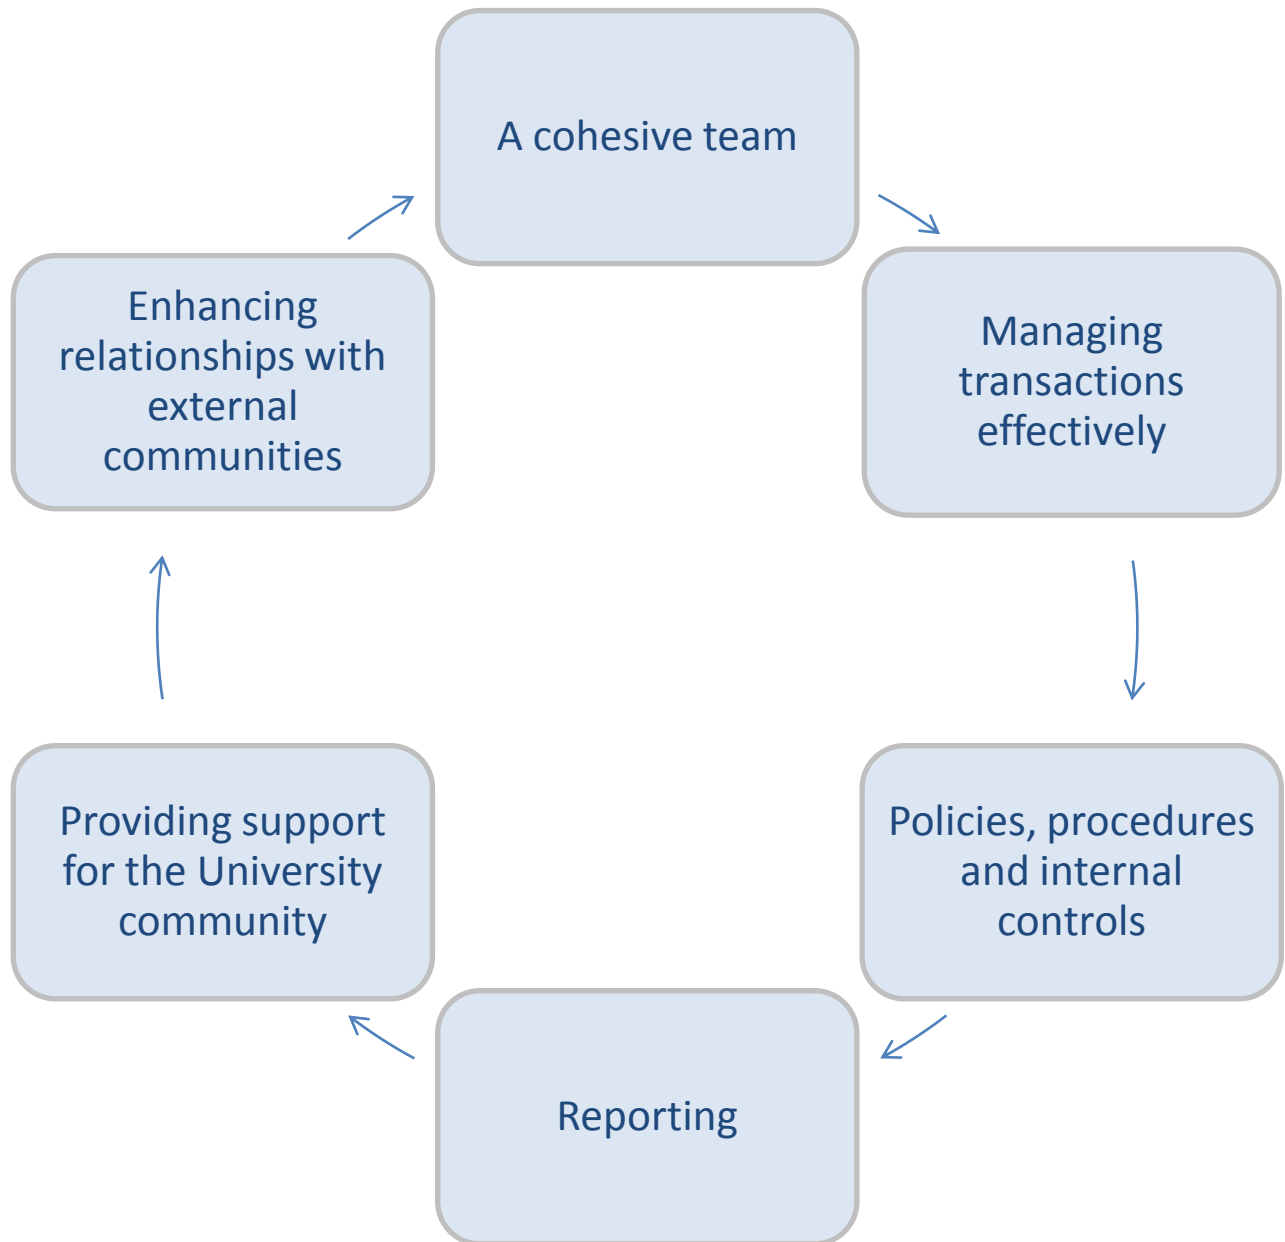 A cohesive team
Managing
transactions
effectively
Policies, procedures
and internal
controls
Reporting
Providing support
for the University
community
Enhancing
relationships with
external
communities